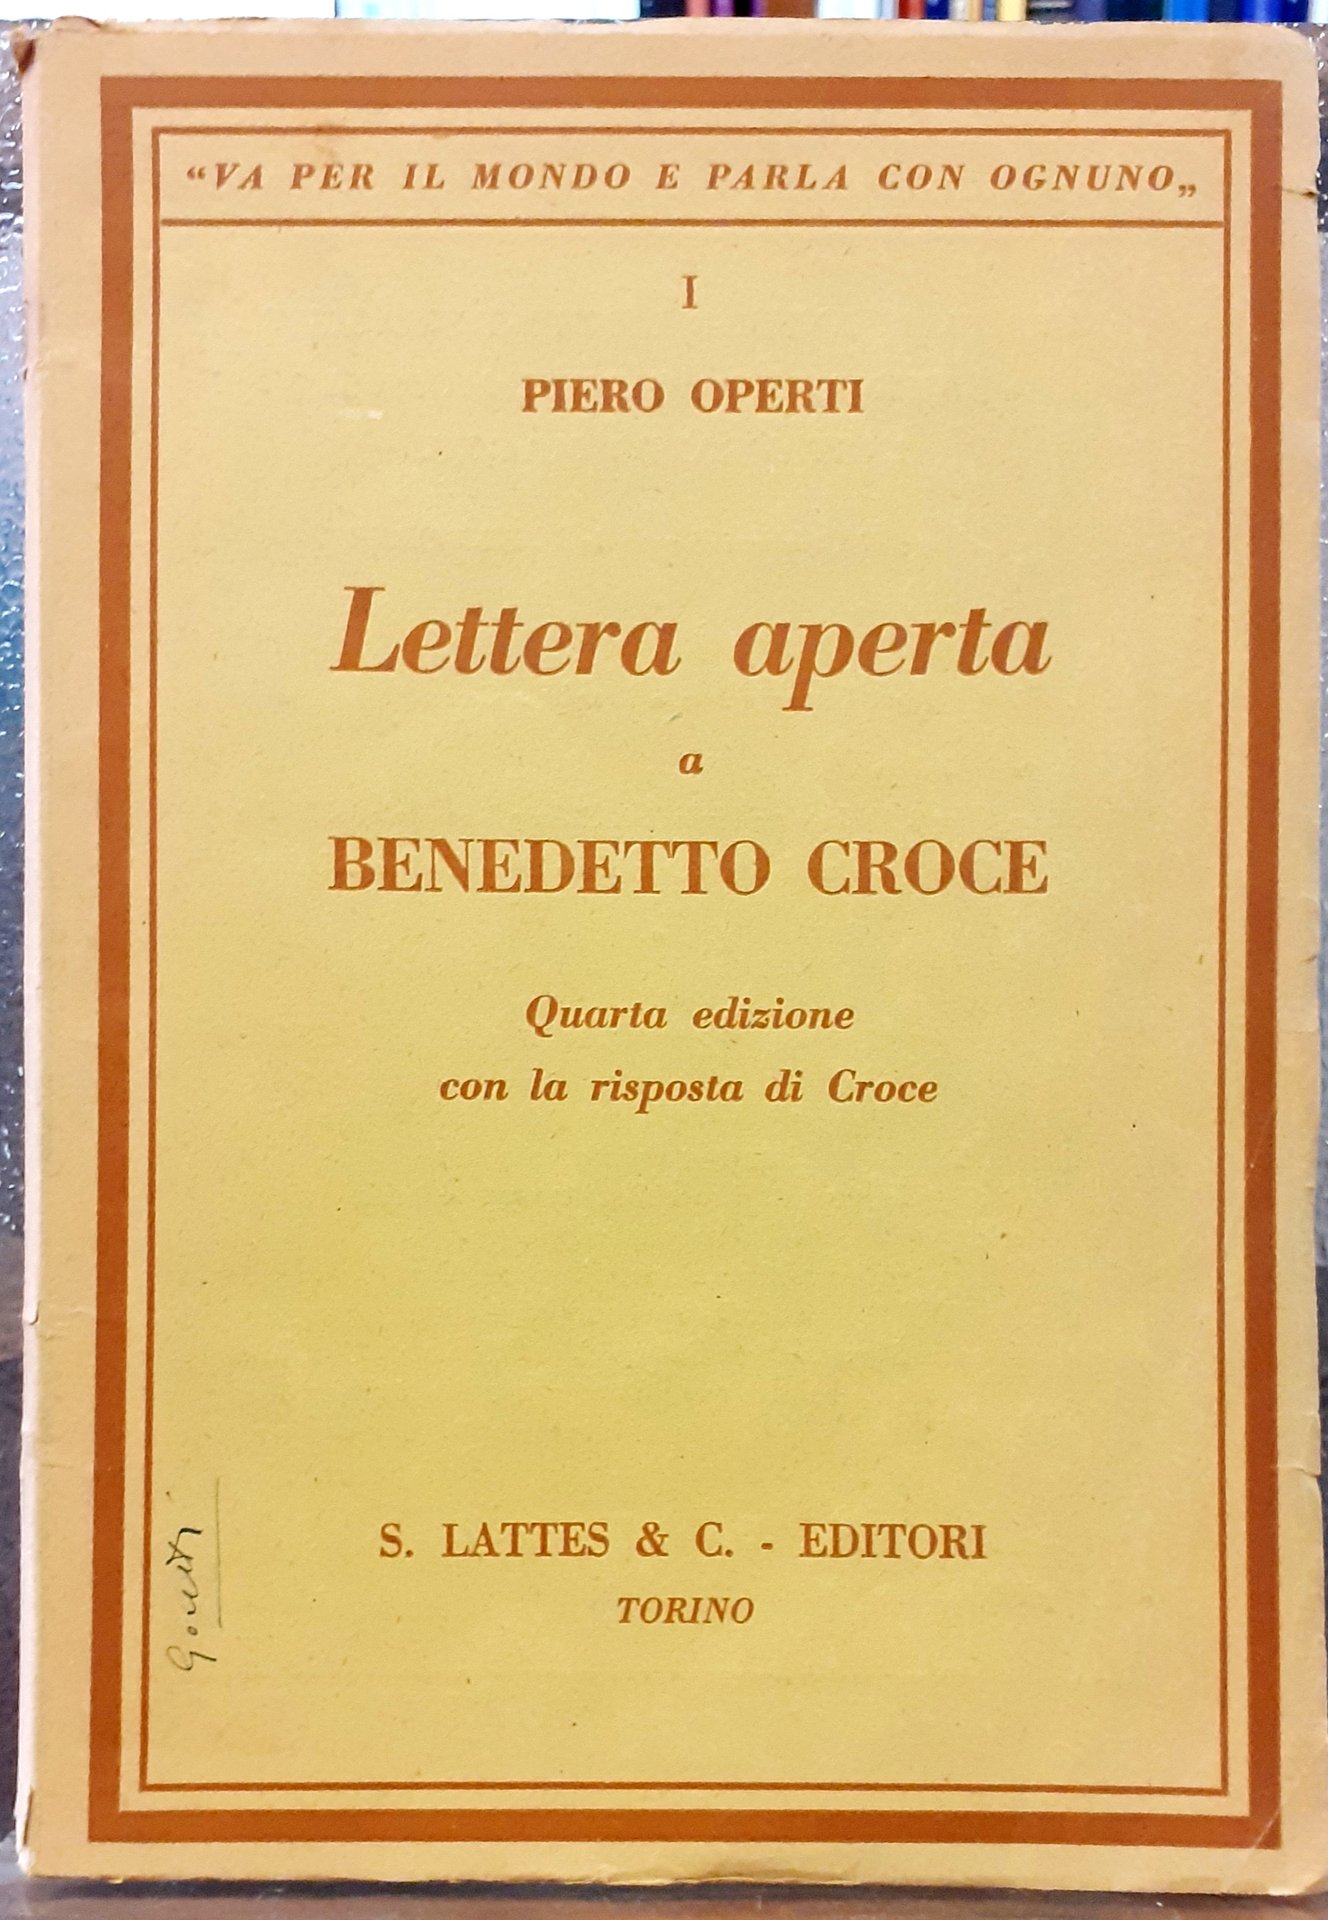 “VA PER IL MONDO E PARLA CON OGNUNO„
I
PIERO OPERTI
Lettera aperta
a
BENEDETTO CROCE
Quarta edizione
con la risposta di Croce
S. LATTES & C. - EDITORI
TORINO